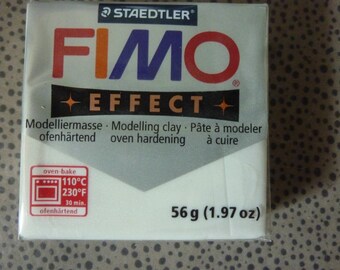 STAEDTLER
FIMO®
EFFECT
Modelliermasse · Modelling clay · Pâte à modeler
ofenhärtend oven hardening à cuire
oven-bake
110°C
230°F
30 min.
ofenhärtend
56 g (1.97 oz)